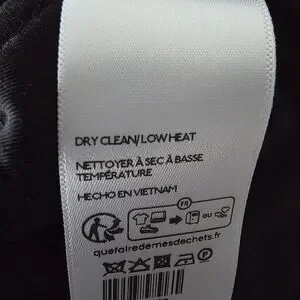 DRY CLEAN/LOW HEAT
NETTOYER À SEC À BASSE
TEMPÉRATURE
HECHO EN VIETNAM
FR
OU
quefairedemesdechets.fr
P